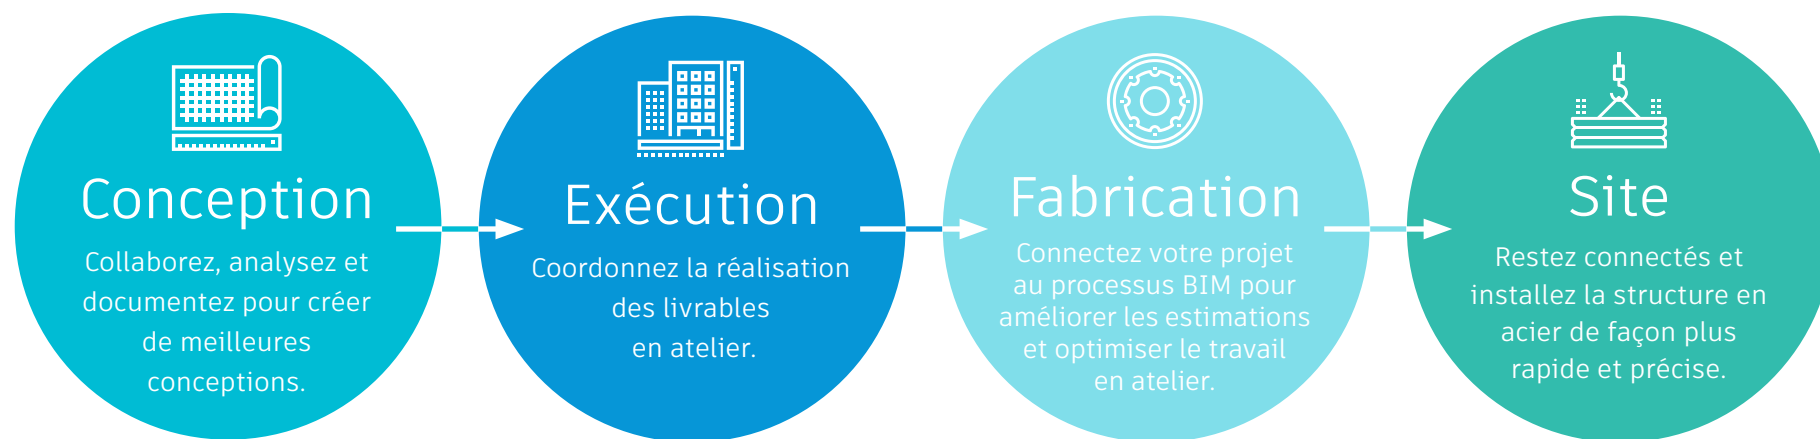 Conception
Collaborez, analysez et
documentez pour créer
de meilleures
conceptions.
Exécution
Coordonnez la réalisation
des livrables
en atelier.
Fabrication
Connectez votre projet
au processus BIM pour
améliorer les estimations
et optimiser le travail
en atelier.
Site
Restez connectés et
installez la structure en
acier de façon plus
rapide et précise.